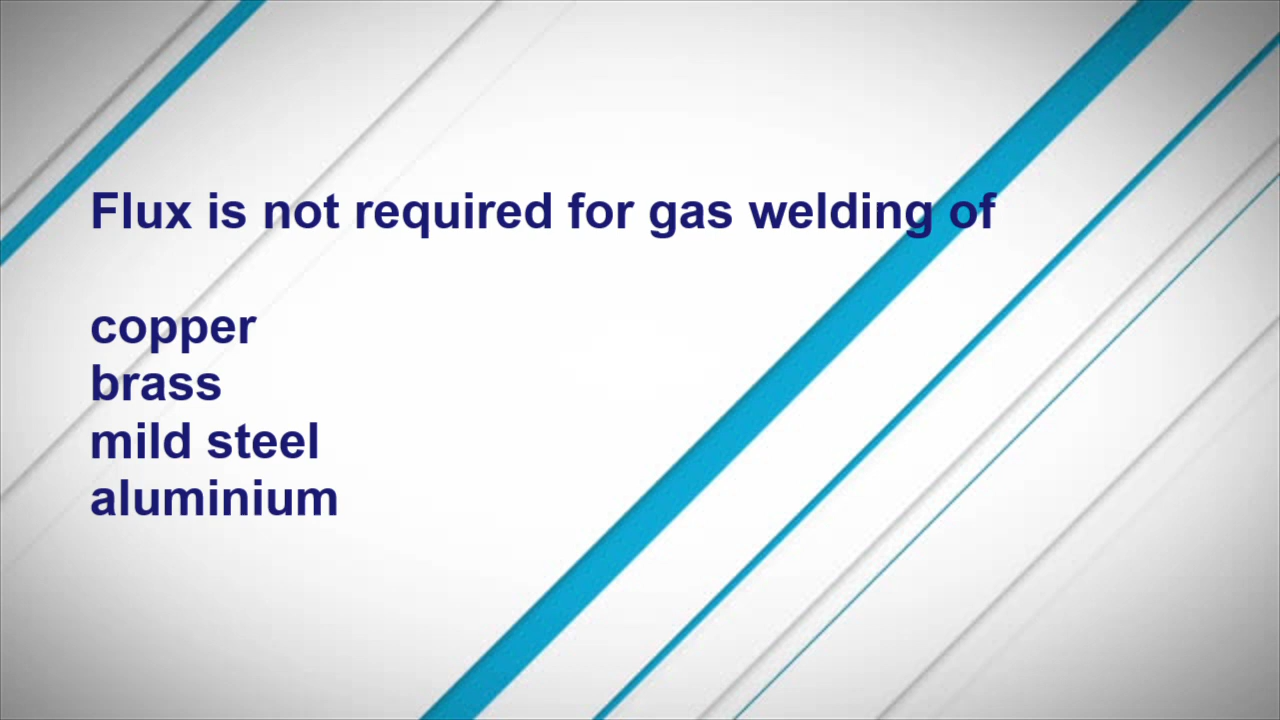 Flux is not required for gas welding of
copper
brass
mild steel
aluminium